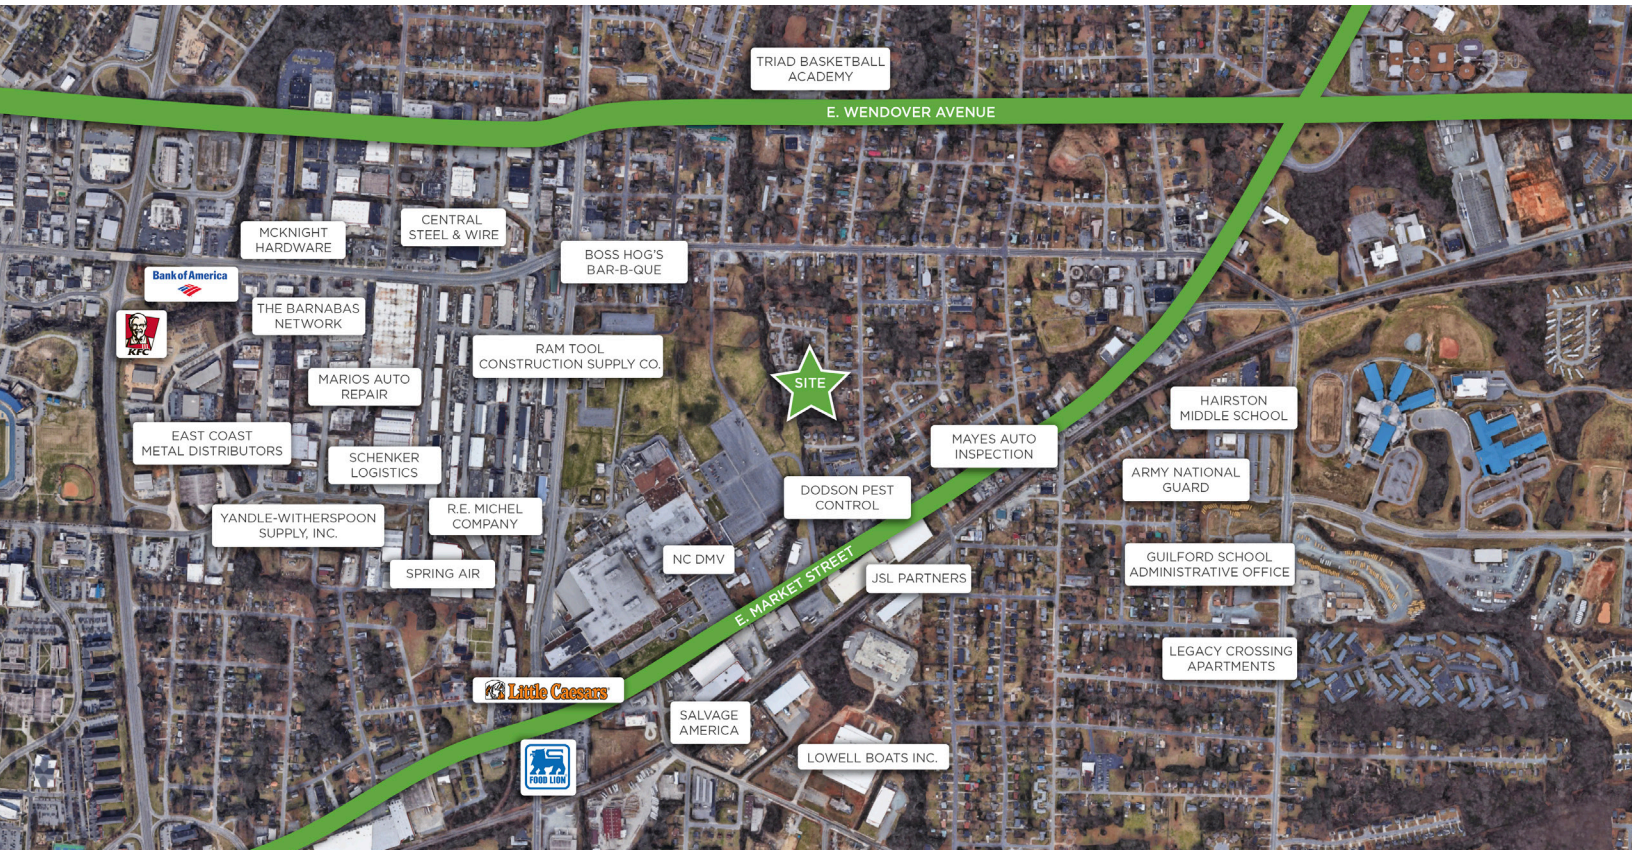 TRIAD BASKETBALL
ACADEMY
E. WENDOVER AVENUE
MCKNIGHT
HARDWARE
CENTRAL
STEEL & WIRE
BOSS HOG'S
BAR-B-QUE
Bank of America
THE BARNABAS
NETWORK
KFC
RAM TOOL
CONSTRUCTION SUPPLY CO.
SITE
MARIOS AUTO
REPAIR
HAIRSTON
MIDDLE SCHOOL
EAST COAST
METAL DISTRIBUTORS
MAYES AUTO
INSPECTION
SCHENKER
LOGISTICS
ARMY NATIONAL
GUARD
DODSON PEST
CONTROL
R.E. MICHEL
COMPANY
YANDLE-WITHERSPOON
SUPPLY, INC.
NC DMV
E. MARKET STREET
GUILFORD SCHOOL
ADMINISTRATIVE OFFICE
SPRING AIR
JSL PARTNERS
LEGACY CROSSING
APARTMENTS
Little Caesars
SALVAGE
AMERICA
LOWELL BOATS INC.
FOOD LION